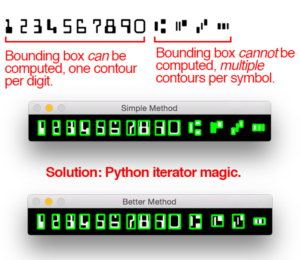 1234567890
Bounding box can be
computed, one contour
per digit.
Bounding box cannot be
computed, multiple
contours per symbol.
Simple Method
1234567890
Solution: Python iterator magic.
Better Method
1234567890